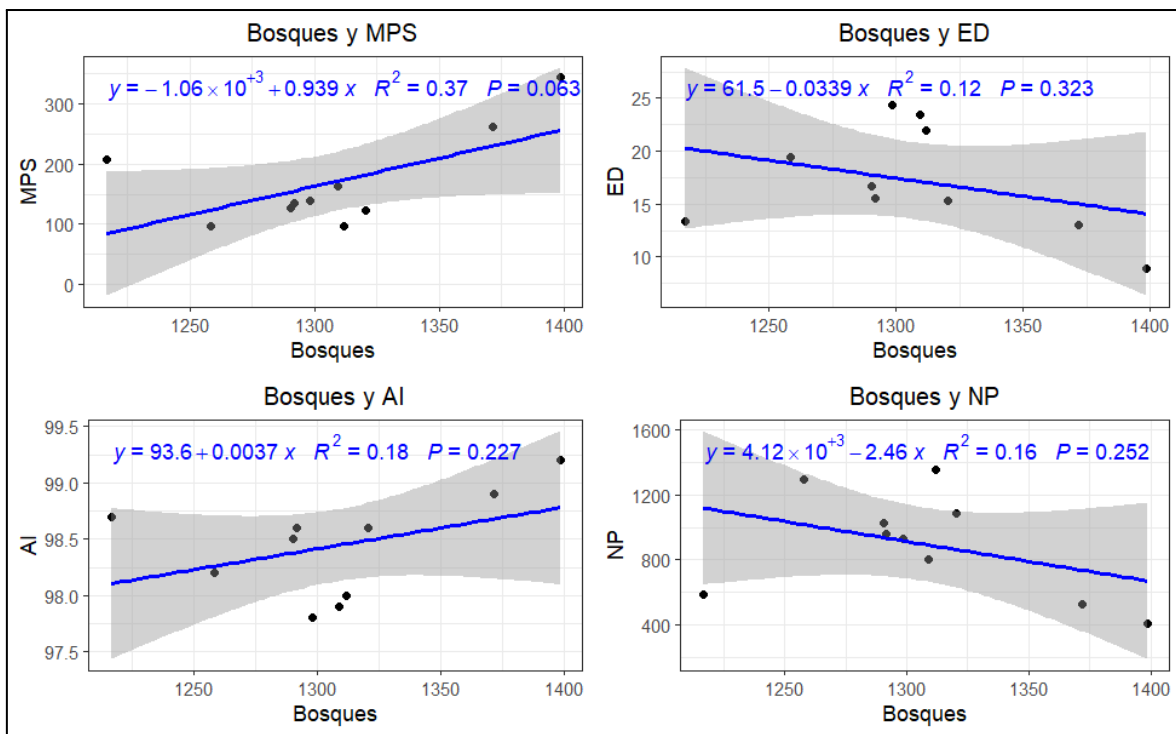 Bosques y MPS
y = − 1.06 × 10⁺³ + 0.939 x R² = 0.37 P = 0.063
300
200
100
0
MPS
1250 1300 1350 1400
Bosques
Bosques y ED
y = 61.5 − 0.0339 x R² = 0.12 P = 0.323
25
20
15
10
ED
1250 1300 1350 1400
Bosques
Bosques y AI
y = 93.6 + 0.0037 x R² = 0.18 P = 0.227
99.5
99.0
98.5
98.0
97.5
AI
1250 1300 1350 1400
Bosques
Bosques y NP
y = 4.12 × 10⁺³ − 2.46 x R² = 0.16 P = 0.252
1600
1200
800
400
NP
1250 1300 1350 1400
Bosques